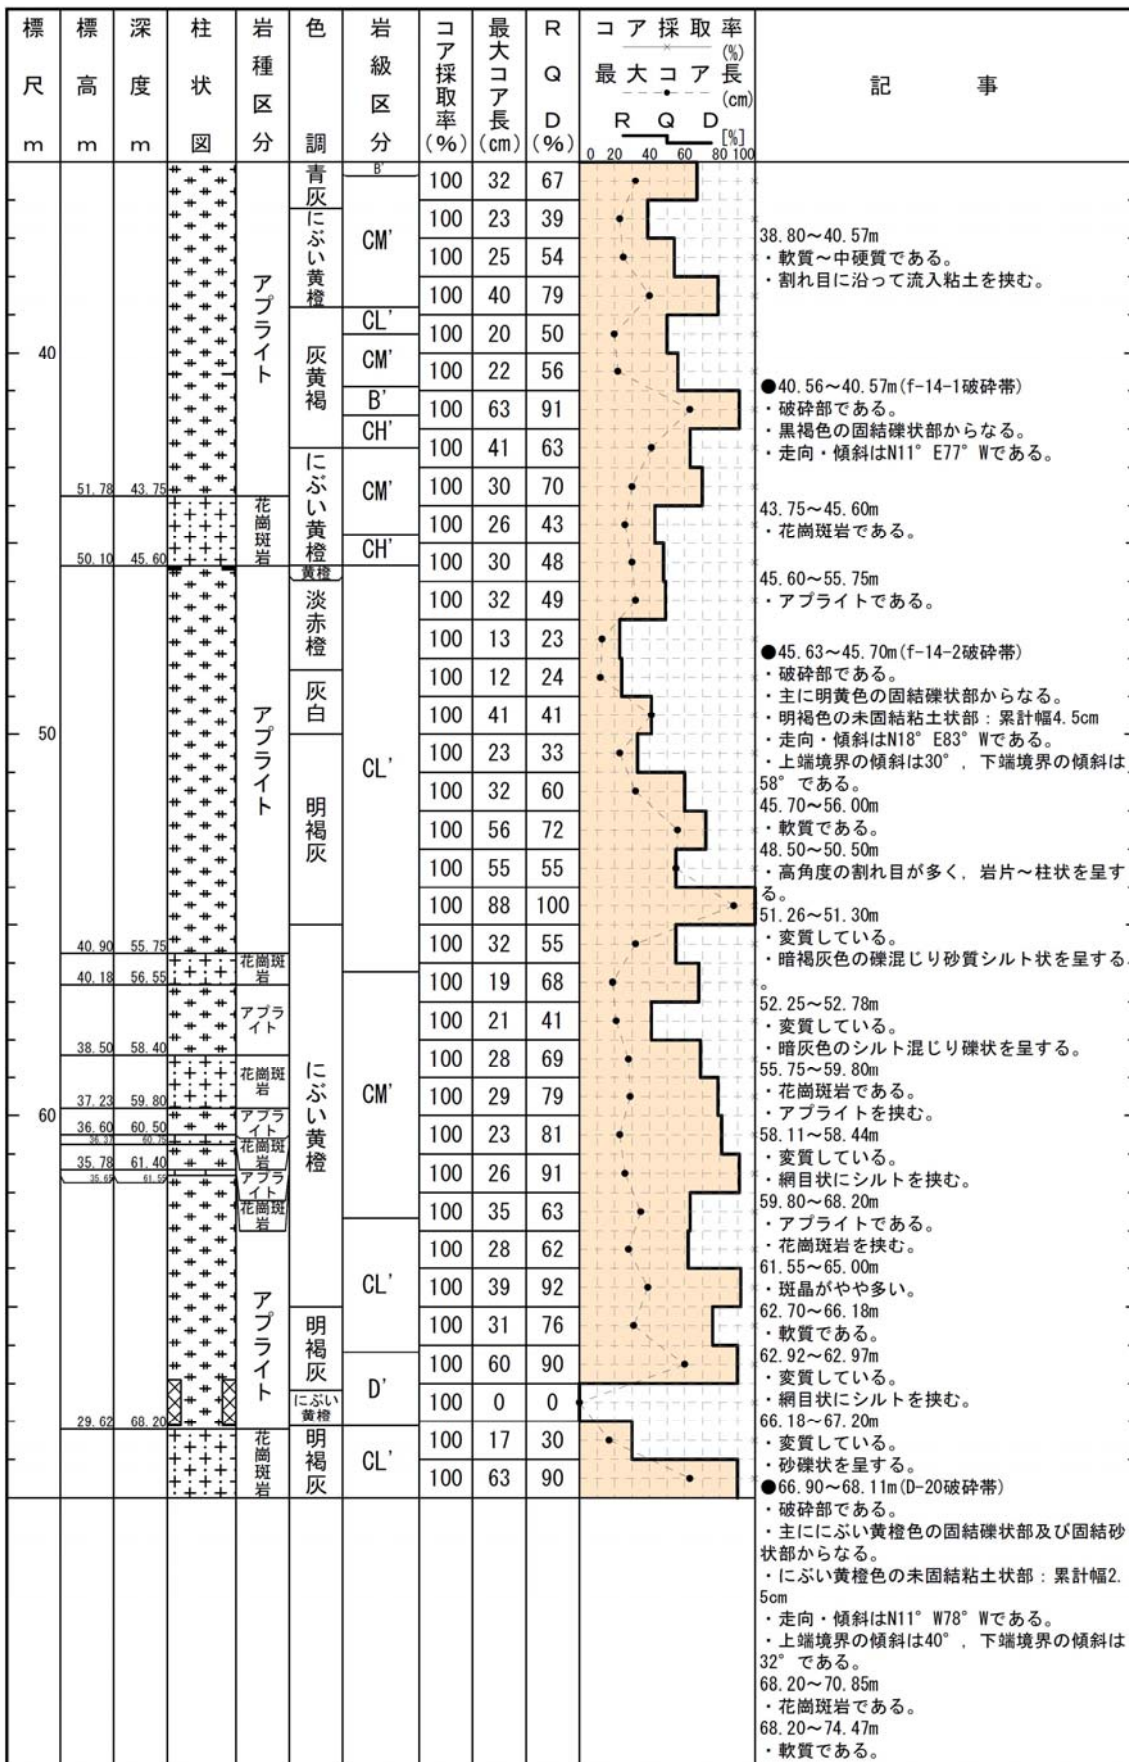 標尺m
標高m
深度m
柱状図
岩種区分
色調
岩級区分
コア採取率(%)
最大コア長(cm)
RQD(%)
コア採取率(%)
最大コア長(cm)
RQD[%]
0 20 40 60 80 100
記事
40
50
60
51.78 43.75
50.10 45.60
40.90 55.75
40.18 56.55
38.50 58.40
37.23 59.80
36.60 60.50
36.37 60.75
35.78 61.40
35.65 61.55
29.62 68.20
アプライト
花崗斑岩
アプライト
花崗斑岩
アプライト
花崗斑岩
アプライト
花崗斑岩
アプライト
花崗斑岩
アプライト
花崗斑岩
青灰
にぶい黄橙
灰黄褐
にぶい黄橙
黄橙
淡赤橙
灰白
明褐灰
にぶい黄橙
明褐灰
にぶい黄橙
明褐灰
B'
CM'
CL'
CM'
B'
CH'
CM'
CH'
CL'
CM'
CL'
D'
CL'
100 32 67
100 23 39
100 25 54
100 40 79
100 20 50
100 22 56
100 63 91
100 41 63
100 30 70
100 26 43
100 30 48
100 32 49
100 13 23
100 12 24
100 41 41
100 23 33
100 32 60
100 56 72
100 55 55
100 88 100
100 32 55
100 19 68
100 21 41
100 28 69
100 29 79
100 23 81
100 26 91
100 35 63
100 28 62
100 39 92
100 31 76
100 60 90
100 0 0
100 17 30
100 63 90
38.80～40.57m
・軟質～中硬質である。
・割れ目に沿って流入粘土を挟む。
●40.56～40.57m(f-14-1破砕帯)
・破砕部である。
・黒褐色の固結礫状部からなる。
・走向・傾斜はN11°E77°Wである。
43.75～45.60m
・花崗斑岩である。
45.60～55.75m
・アプライトである。
●45.63～45.70m(f-14-2破砕帯)
・破砕部である。
・主に明黄色の固結礫状部からなる。
・明褐色の未固結粘土状部：累計幅4.5cm
・走向・傾斜はN18°E83°Wである。
・上端境界の傾斜は30°，下端境界の傾斜は
58°である。
45.70～56.00m
・軟質である。
48.50～50.50m
・高角度の割れ目が多く，岩片～柱状を呈す
る。
51.26～51.30m
・変質している。
・暗褐灰色の礫混じり砂質シルト状を呈する
。
52.25～52.78m
・変質している。
・暗灰色のシルト混じり礫状を呈する。
55.75～59.80m
・花崗斑岩である。
・アプライトを挟む。
58.11～58.44m
・変質している。
・網目状にシルトを挟む。
59.80～68.20m
・アプライトである。
・花崗斑岩を挟む。
61.55～65.00m
・斑晶がやや多い。
62.70～66.18m
・軟質である。
62.92～62.97m
・変質している。
・網目状にシルトを挟む。
66.18～67.20m
・変質している。
・砂礫状を呈する。
●66.90～68.11m(D-20破砕帯)
・破砕部である。
・主ににぶい黄橙色の固結礫状部及び固結砂
状部からなる。
・にぶい黄橙色の未固結粘土状部：累計幅2.
5cm
・走向・傾斜はN11°W78°Wである。
・上端境界の傾斜は40°，下端境界の傾斜は
32°である。
68.20～70.85m
・花崗斑岩である。
68.20～74.47m
・軟質である。